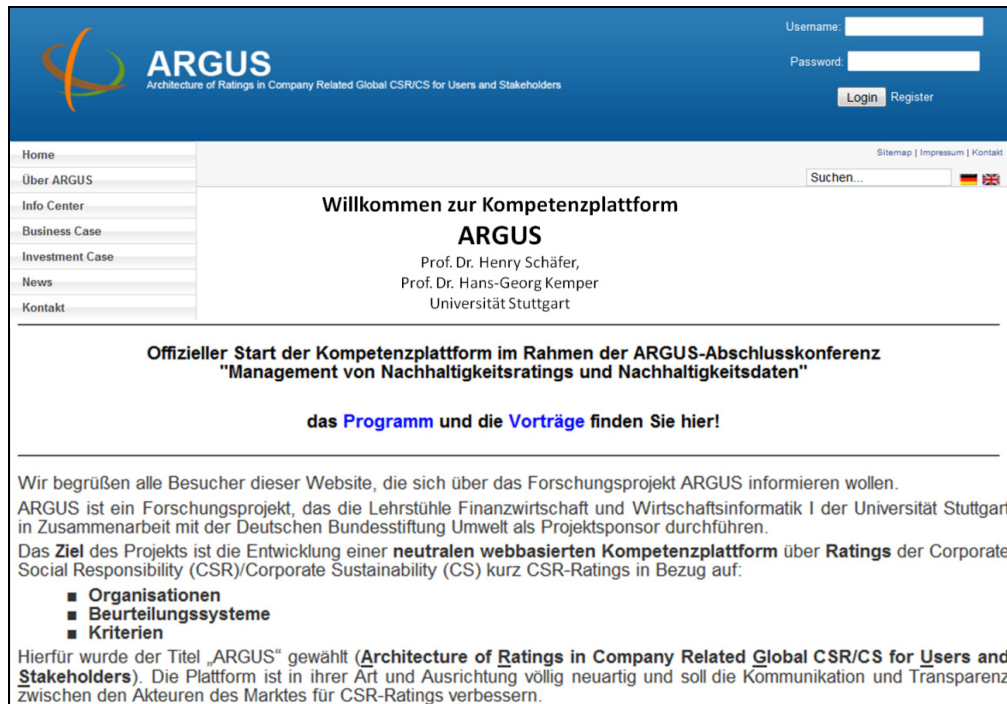 Username:
ARGUS
Architecture of Ratings in Company Related Global CSR/CS for Users and Stakeholders
Password:
Login Register
Home
Über ARGUS
Info Center
Business Case
Investment Case
News
Kontakt
Sitemap | Impressum | Kontakt
Suchen...
Willkommen zur Kompetenzplattform
ARGUS
Prof. Dr. Henry Schäfer,
Prof. Dr. Hans-Georg Kemper
Universität Stuttgart
Offizieller Start der Kompetenzplattform im Rahmen der ARGUS-Abschlusskonferenz
"Management von Nachhaltigkeitsratings und Nachhaltigkeitsdaten"
das Programm und die Vorträge finden Sie hier!
Wir begrüßen alle Besucher dieser Website, die sich über das Forschungsprojekt ARGUS informieren wollen.
ARGUS ist ein Forschungsprojekt, das die Lehrstühle Finanzwirtschaft und Wirtschaftsinformatik I der Universität Stuttgart
in Zusammenarbeit mit der Deutschen Bundesstiftung Umwelt als Projektsponsor durchführen.
Das Ziel des Projekts ist die Entwicklung einer neutralen webbasierten Kompetenzplattform über Ratings der Corporate
Social Responsibility (CSR)/Corporate Sustainability (CS) kurz CSR-Ratings in Bezug auf:
■ Organisationen
■ Beurteilungssysteme
■ Kriterien
Hierfür wurde der Titel „ARGUS“ gewählt (Architecture of Ratings in Company Related Global CSR/CS for Users and
Stakeholders). Die Plattform ist in ihrer Art und Ausrichtung völlig neuartig und soll die Kommunikation und Transparenz
zwischen den Akteuren des Marktes für CSR-Ratings verbessern.